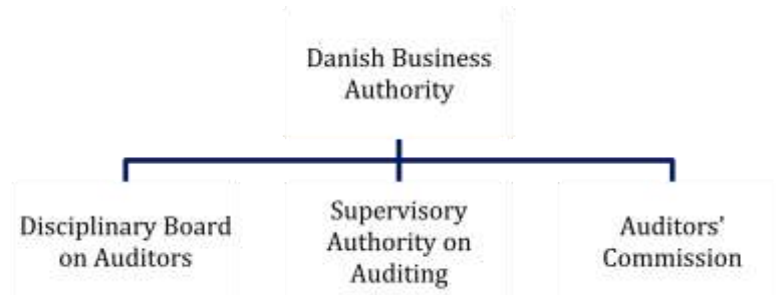 Danish Business
Authority
Disciplinary Board
on Auditors
Supervisory
Authority on
Auditing
Auditors'
Commission